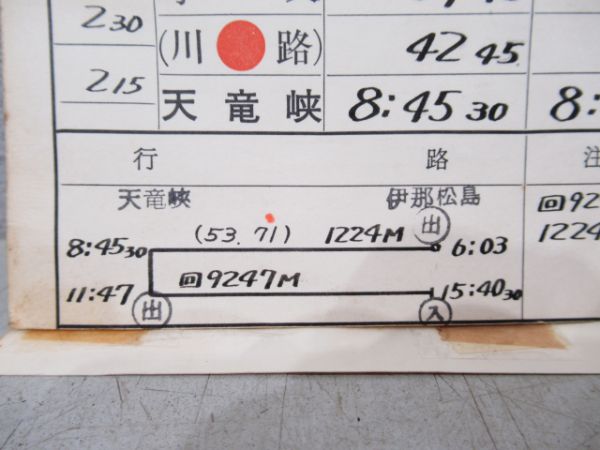 2 30
(川 路) 42 45
2 15 天竜峡 8:45 30 8:
行 路 注
天竜峡 伊那松島 回92
(53.71) 1224M 出 1224
8:45 30 6:03
回9247M
11:47 15:40 30
出 入